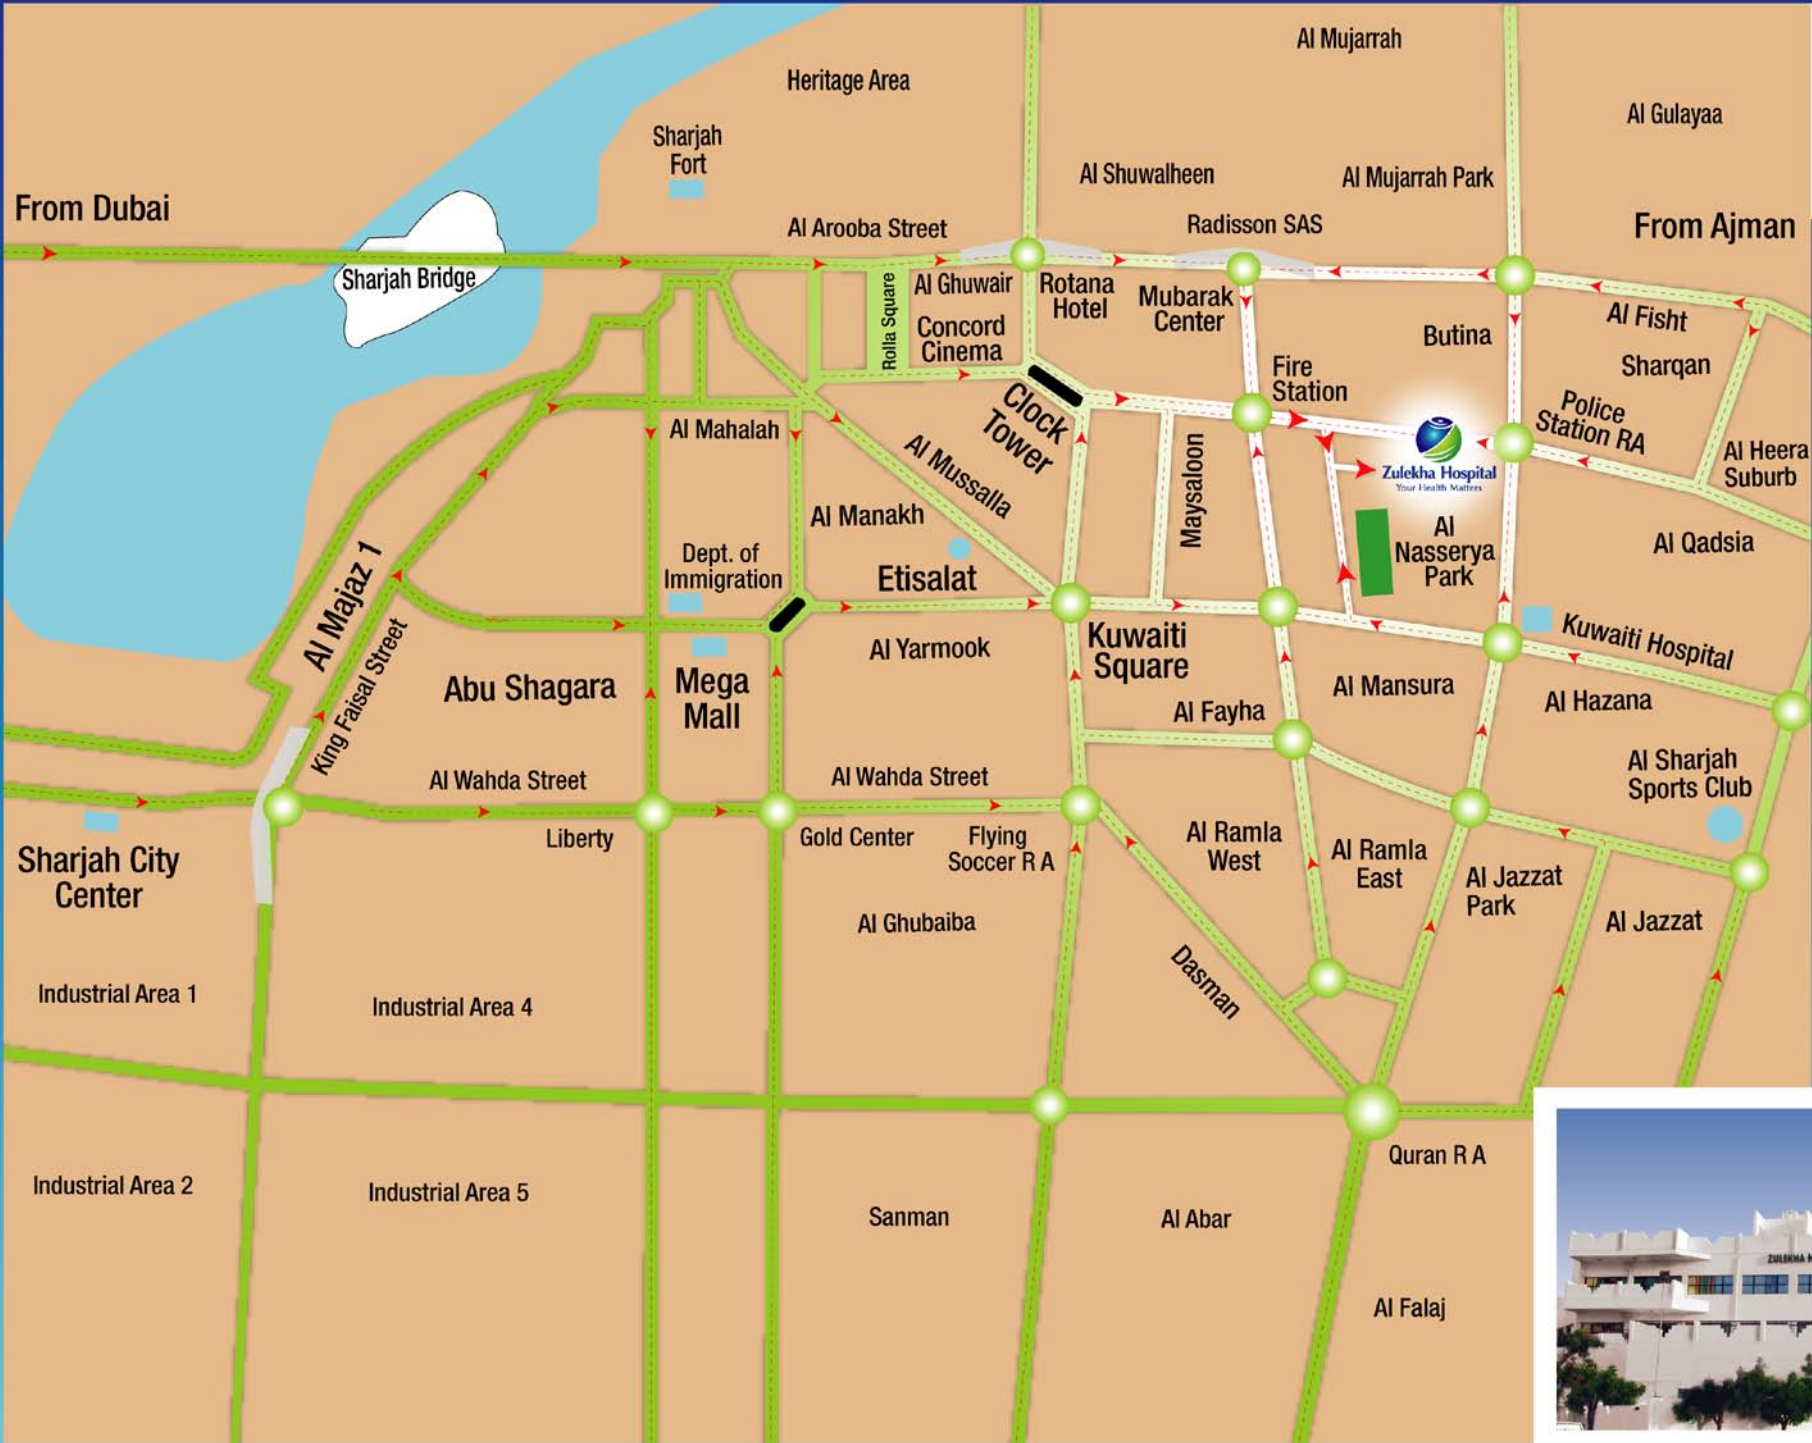 Al Mujarrah
Heritage Area
Al Gulayaa
Sharjah
Fort
Al Shuwalheen
Al Mujarrah Park
From Dubai
Al Arooba Street
Radisson SAS
From Ajman
Sharjah Bridge
Rolla Square
Al Ghuwair
Concord
Cinema
Rotana
Hotel
Mubarak
Center
Butina
Al Fisht
Sharqan
Fire
Station
Clock
Tower
Police
Station RA
Al Mahalah
Al Mussalla
Maysaloon
Zulekha Hospital
Your Health Matters
Al Heera
Suburb
Al Manakh
Al
Nasserya
Park
Al Qadsia
Al Majaz 1
Dept. of
Immigration
Etisalat
King Faisal Street
Al Yarmook
Kuwaiti
Square
Kuwaiti Hospital
Abu Shagara
Mega
Mall
Al Mansura
Al Hazana
Al Fayha
Al Wahda Street
Al Wahda Street
Al Sharjah
Sports Club
Liberty
Gold Center
Flying
Soccer R A
Al Ramla
West
Al Ramla
East
Sharjah City
Center
Al Jazzat
Park
Al Jazzat
Al Ghubaiba
Dasman
Industrial Area 1
Industrial Area 4
Quran R A
Industrial Area 2
Industrial Area 5
Sanman
Al Abar
Al Falaj
ZULEKHA